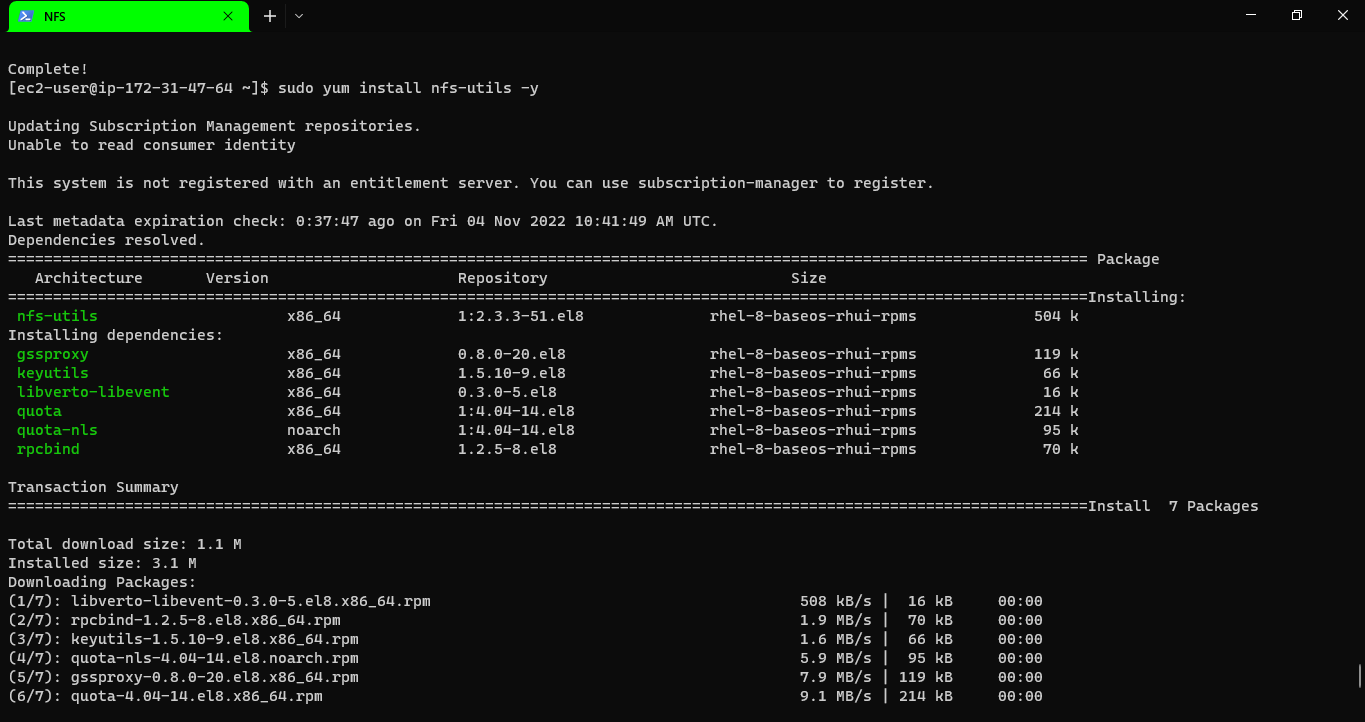 NFS
Complete!
[ec2-user@ip-172-31-47-64 ~]$ sudo yum install nfs-utils -y
Updating Subscription Management repositories.
Unable to read consumer identity
This system is not registered with an entitlement server. You can use subscription-manager to register.
Last metadata expiration check: 0:37:47 ago on Fri 04 Nov 2022 10:41:49 AM UTC.
Dependencies resolved.
======================================================================================================================== Package
   Architecture       Version                     Repository                           Size
========================================================================================================================Installing:
 nfs-utils                     x86_64             1:2.3.3-51.el8              rhel-8-baseos-rhui-rpms             504 k
Installing dependencies:
 gssproxy                      x86_64             0.8.0-20.el8                rhel-8-baseos-rhui-rpms             119 k
 keyutils                      x86_64             1.5.10-9.el8                rhel-8-baseos-rhui-rpms              66 k
 libverto-libevent             x86_64             0.3.0-5.el8                 rhel-8-baseos-rhui-rpms              16 k
 quota                         x86_64             1:4.04-14.el8               rhel-8-baseos-rhui-rpms             214 k
 quota-nls                     noarch             1:4.04-14.el8               rhel-8-baseos-rhui-rpms              95 k
 rpcbind                       x86_64             1.2.5-8.el8                 rhel-8-baseos-rhui-rpms              70 k
Transaction Summary
========================================================================================================================Install  7 Packages
Total download size: 1.1 M
Installed size: 3.1 M
Downloading Packages:
(1/7): libverto-libevent-0.3.0-5.el8.x86_64.rpm                                         508 kB/s |  16 kB     00:00
(2/7): rpcbind-1.2.5-8.el8.x86_64.rpm                                                   1.9 MB/s |  70 kB     00:00
(3/7): keyutils-1.5.10-9.el8.x86_64.rpm                                                 1.6 MB/s |  66 kB     00:00
(4/7): quota-nls-4.04-14.el8.noarch.rpm                                                 5.9 MB/s |  95 kB     00:00
(5/7): gssproxy-0.8.0-20.el8.x86_64.rpm                                                 7.9 MB/s | 119 kB     00:00
(6/7): quota-4.04-14.el8.x86_64.rpm                                                     9.1 MB/s | 214 kB     00:00